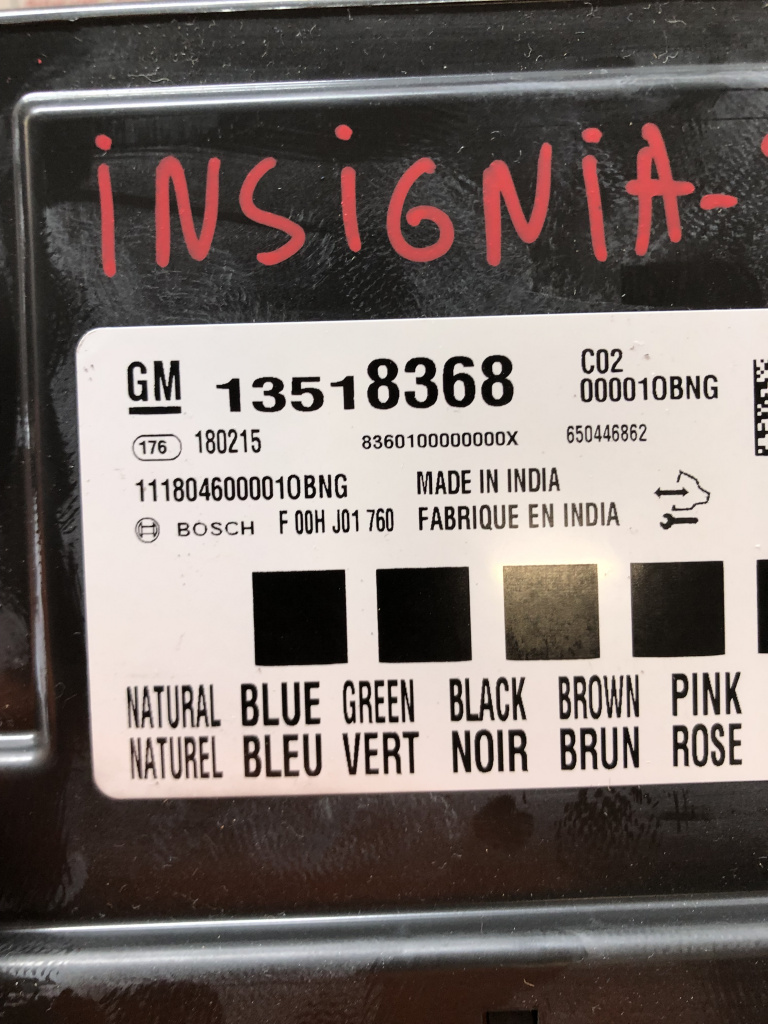 iNSiGNiA-
GM 13518368 C02
000010BNG
176 180215 8360100000000X 650446862
1118046000010BNG MADE IN INDIA
BOSCH F 00H J01 760 FABRIQUE EN INDIA
NATURAL BLUE GREEN BLACK BROWN PINK
NATUREL BLEU VERT NOIR BRUN ROSE